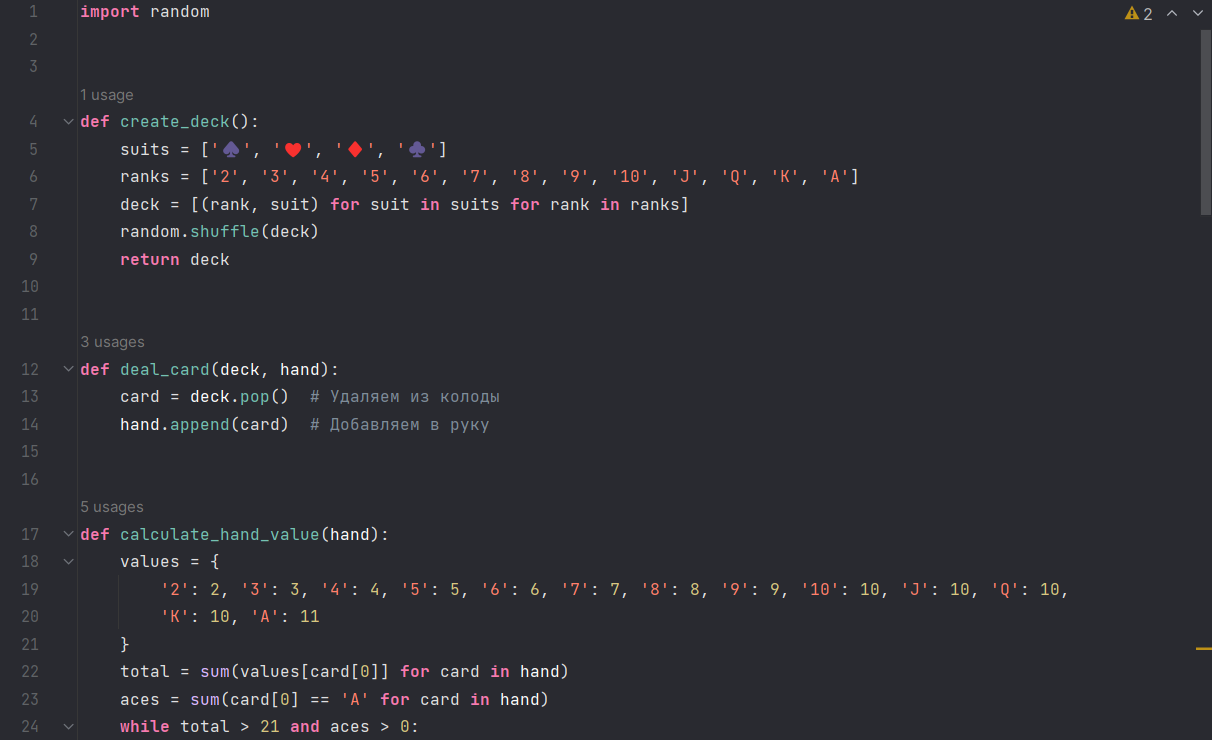 1 import random
2 2
3
1 usage
4 def create_deck():
5 suits = ['♠', '♥', '♦', '♣']
6 ranks = ['2', '3', '4', '5', '6', '7', '8', '9', '10', 'J', 'Q', 'K', 'A']
7 deck = [(rank, suit) for suit in suits for rank in ranks]
8 random.shuffle(deck)
9 return deck
10
11
3 usages
12 def deal_card(deck, hand):
13 card = deck.pop()  # Удаляем из колоды
14 hand.append(card)  # Добавляем в руку
15
16
5 usages
17 def calculate_hand_value(hand):
18 values = {
19 '2': 2, '3': 3, '4': 4, '5': 5, '6': 6, '7': 7, '8': 8, '9': 9, '10': 10, 'J': 10, 'Q': 10,
20 'K': 10, 'A': 11
21 }
22 total = sum(values[card[0]] for card in hand)
23 aces = sum(card[0] == 'A' for card in hand)
24 while total > 21 and aces > 0: